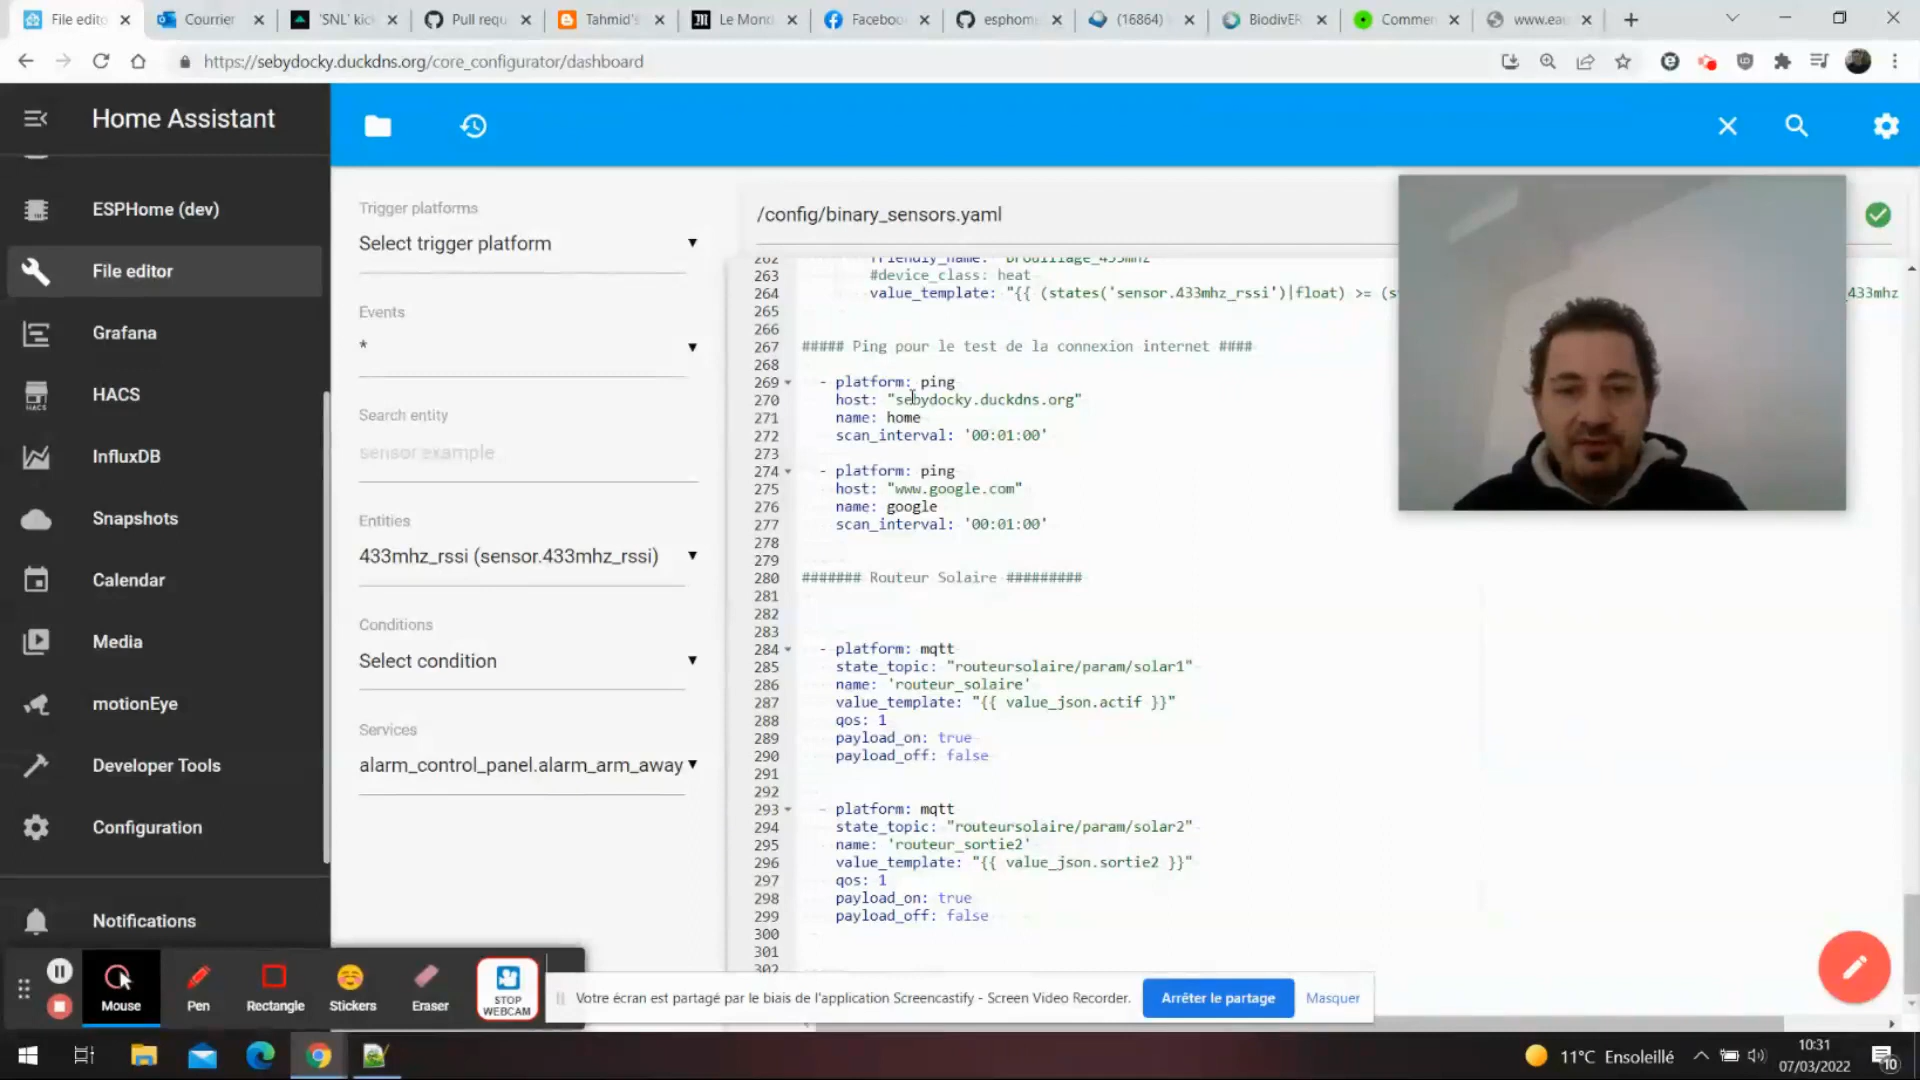 File edito
Courrier
'SNL' kick
Pull requ
Tahmid's
Le Mond
Facebo
esphom
(16864)
BiodivER
Commen
www.eau
https://sebydocky.duckdns.org/core_configurator/dashboard
Home Assistant
ESPHome (dev)
File editor
Grafana
HACS
HACS
InfluxDB
Snapshots
Calendar
Media
motionEye
Developer Tools
Configuration
Notifications
Trigger platforms
Select trigger platform
Events
*
Search entity
sensor.example
Entities
433mhz_rssi (sensor.433mhz_rssi)
Conditions
Select condition
Services
alarm_control_panel.alarm_arm_away
/config/binary_sensors.yaml
262 friendly_name: "Brouillage_433mhz"
263 #device_class: heat
264 value_template: "{{ (states('sensor.433mhz_rssi')|float) >= (s _433mhz
265
266
267 ##### Ping pour le test de la connexion internet ####
268
269 - platform: ping
270 host: "sebydocky.duckdns.org"
271 name: home
272 scan_interval: '00:01:00'
273
274 - platform: ping
275 host: "www.google.com"
276 name: google
277 scan_interval: '00:01:00'
278
279
280 ####### Routeur Solaire #########
281
282
283
284 - platform: mqtt
285 state_topic: "routeursolaire/param/solar1"
286 name: 'routeur_solaire'
287 value_template: "{{ value_json.actif }}"
288 qos: 1
289 payload_on: true
290 payload_off: false
291
292
293 - platform: mqtt
294 state_topic: "routeursolaire/param/solar2"
295 name: 'routeur_sortie2'
296 value_template: "{{ value_json.sortie2 }}"
297 qos: 1
298 payload_on: true
299 payload_off: false
300
301
302
Mouse
Pen
Rectangle
Stickers
Eraser
STOP
WEBCAM
Votre écran est partagé par le biais de l'application Screencastify - Screen Video Recorder.
Arrêter le partage
Masquer
11°C Ensoleillé
10:31
07/03/2022
10